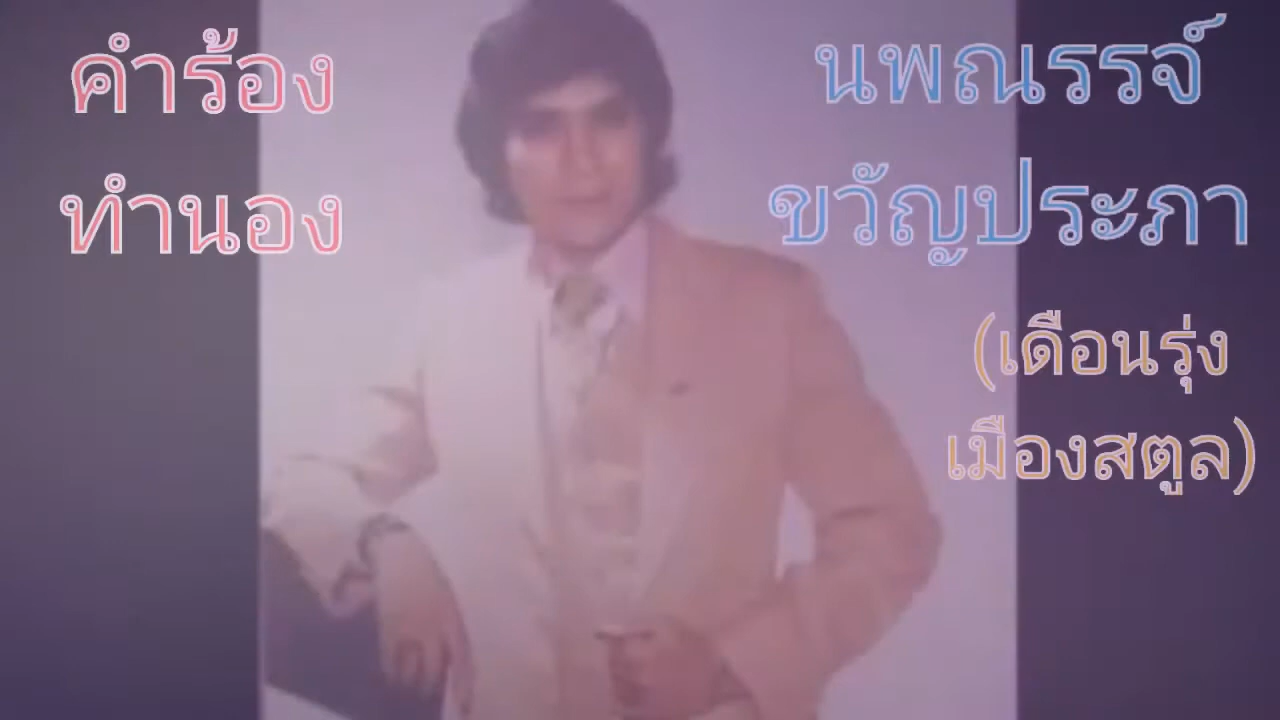 คำร้อง
ทำนอง
นพณรรจ์
ขวัญประภา
(เดือนรุ่ง
เมืองสตูล)